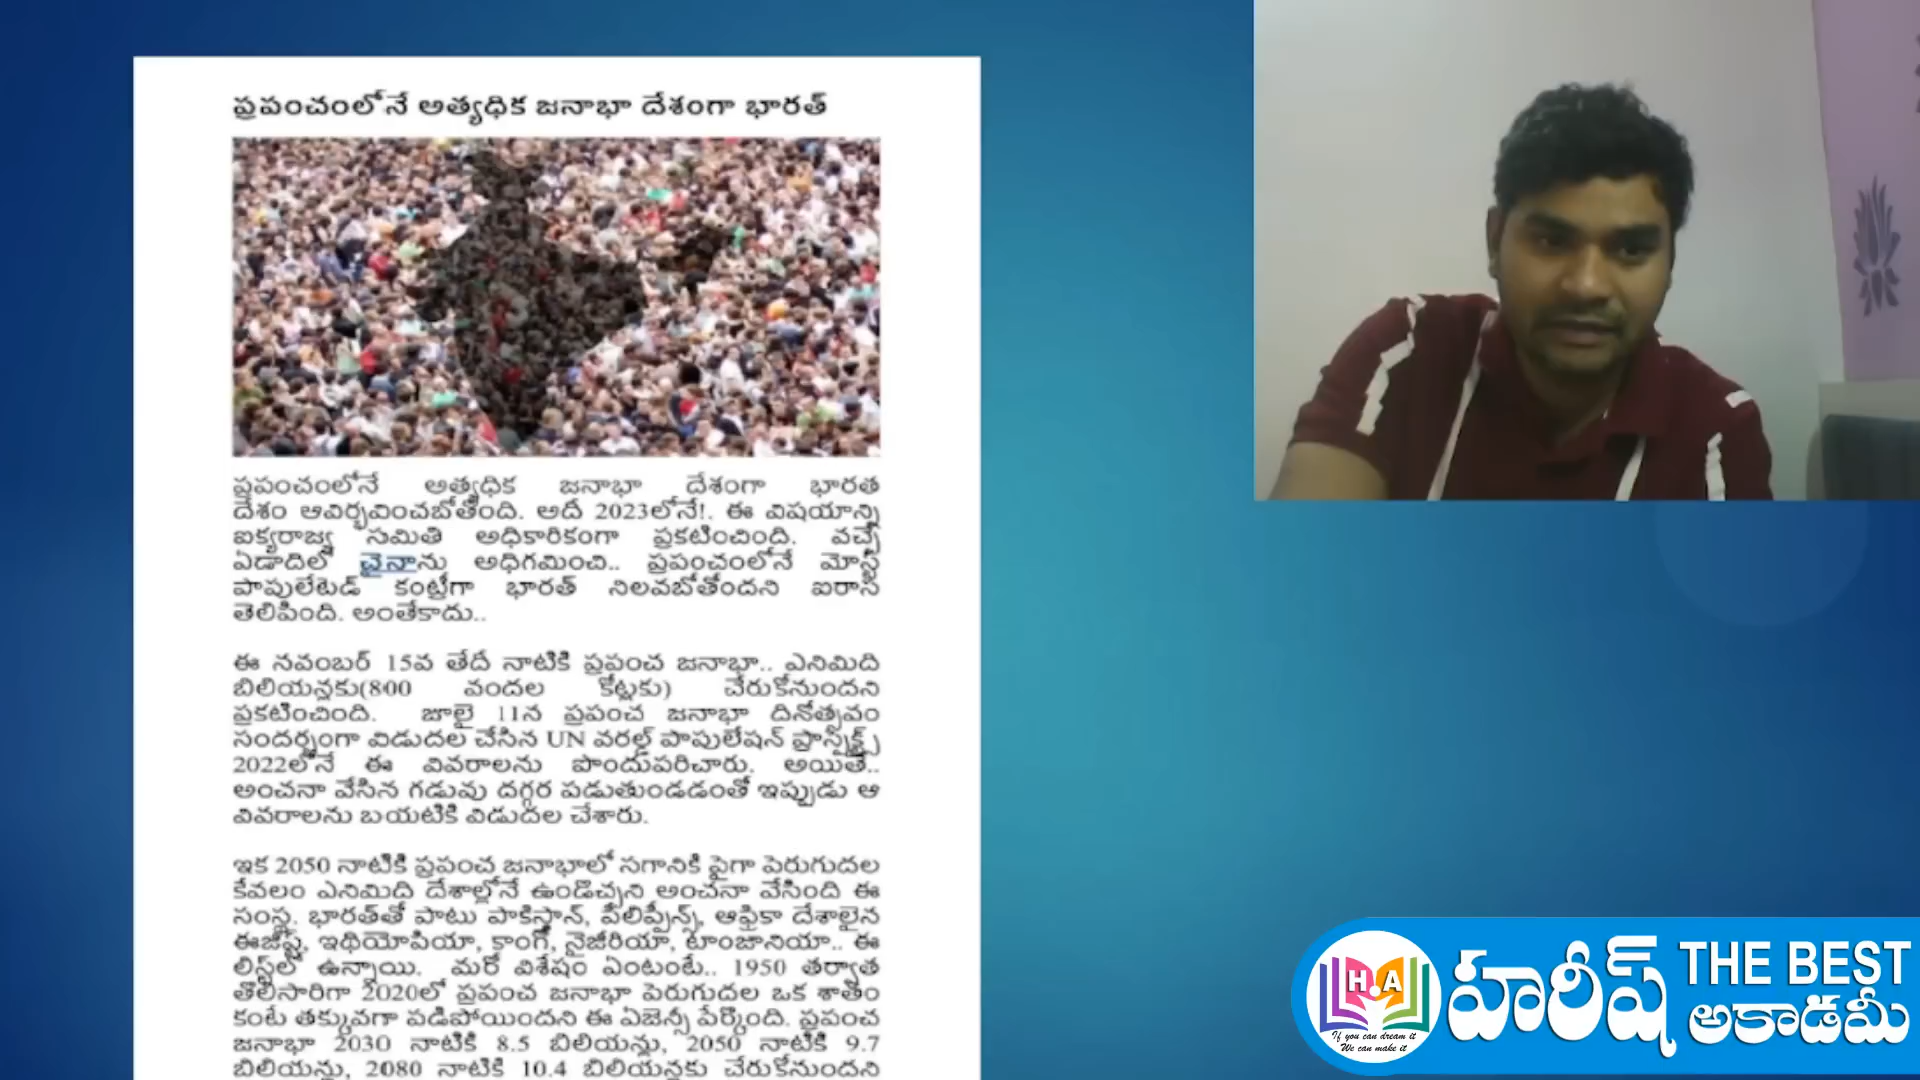 ప్రపంచంలోనే అత్యధిక జనాభా దేశంగా భారత్
ప్రపంచంలోనే అత్యధిక జనాభా దేశంగా భారత
దేశం ఆవిర్భవించబోతోంది. అదీ 2023లోనే!. ఈ విషయాన్ని
ఐక్యరాజ్య సమితి అధికారికంగా ప్రకటించింది. వచ్చే
ఏడాదిలో చైనాను అధిగమించి.. ప్రపంచంలోనే మోస్ట్
పాపులేటెడ్ కంట్రీగా భారత్ నిలవబోతోందని ఐరాస
తెలిపింది. అంతేకాదు..
ఈ నవంబర్ 15వ తేదీ నాటికి ప్రపంచ జనాభా.. ఎనిమిది
బిలియన్లకు(800 వందల కోట్లకు) చేరుకోనుందని
ప్రకటించింది. జూలై 11న ప్రపంచ జనాభా దినోత్సవం
సందర్భంగా విడుదల చేసిన UN వరల్డ్ పాపులేషన్ ప్రాస్పెక్ట్స్
2022లోనే ఈ వివరాలను పొందుపరిచారు. అయితే..
అంచనా వేసిన గడువు దగ్గర పడుతుండడంతో ఇప్పుడు ఆ
వివరాలను బయటికి విడుదల చేశారు.
ఇక 2050 నాటికి ప్రపంచ జనాభాలో సగానికి పైగా పెరుగుదల
కేవలం ఎనిమిది దేశాల్లోనే ఉండొచ్చని అంచనా వేసింది ఈ
సంస్థ. భారత్‌తో పాటు పాకిస్థాన్, పిలిప్పీన్స్, ఆఫ్రికా దేశాలైన
ఈజిప్ట్, ఇథియోపియా, కాంగో, నైజీరియా, టాంజానియా.. ఈ
లిస్ట్‌లో ఉన్నాయి. మరో విశేషం ఏంటంటే.. 1950 తర్వాత
తొలిసారిగా 2020లో ప్రపంచ జనాభా పెరుగుదల ఒక శాతం
కంటే తక్కువగా పడిపోయిందని ఈ ఏజెన్సీ పేర్కొంది. ప్రపంచ
జనాభా 2030 నాటికి 8.5 బిలియన్లు, 2050 నాటికి 9.7
బిలియన్లు, 2080 నాటికి 10.4 బిలియన్లకు చేరుకోనుందని
H.A
If you can dream it
We can make it
హరీష్
THE BEST
అకాడమీ